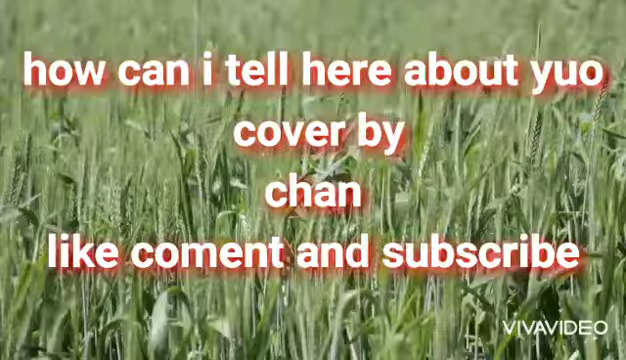 how can i tell here about yuo
cover by
chan
like coment and subscribe
VIVAVIDEO